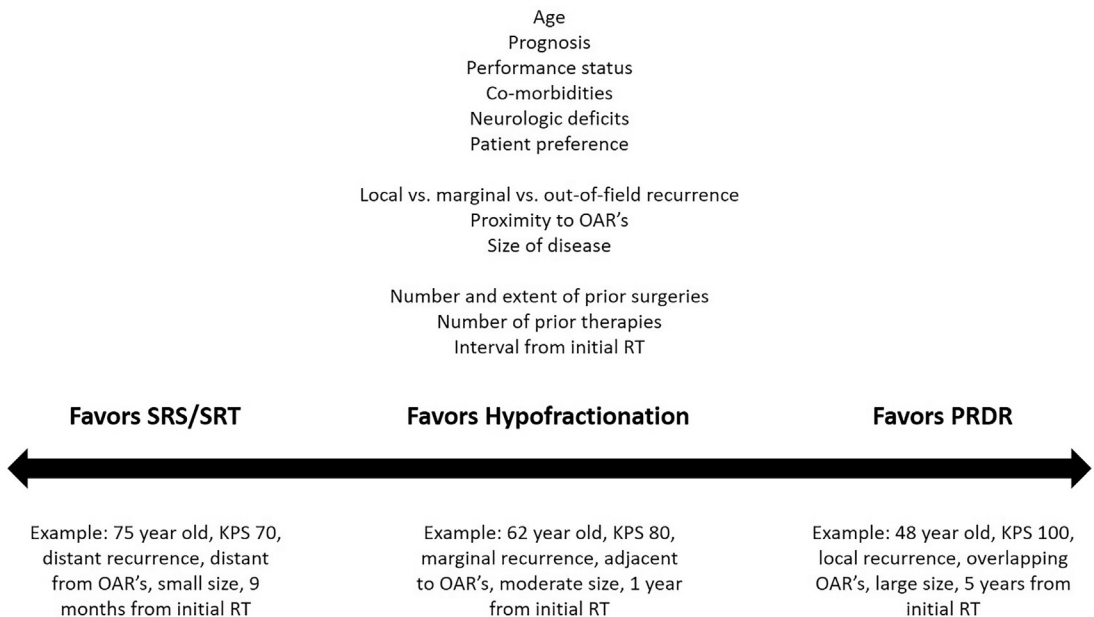 Age
Prognosis
Performance status
Co-morbidities
Neurologic deficits
Patient preference
Local vs. marginal vs. out-of-field recurrence
Proximity to OAR's
Size of disease
Number and extent of prior surgeries
Number of prior therapies
Interval from initial RT
Favors SRS/SRT
Favors Hypofractionation
Favors PRDR
Example: 75 year old, KPS 70,
distant recurrence, distant
from OAR's, small size, 9
months from initial RT
Example: 62 year old, KPS 80,
marginal recurrence, adjacent
to OAR's, moderate size, 1 year
from initial RT
Example: 48 year old, KPS 100,
local recurrence, overlapping
OAR's, large size, 5 years from
initial RT